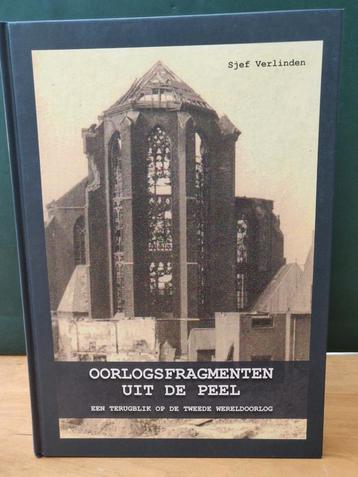 Sjef Verlinden
OORLOGSFRAGMENTEN
UIT DE PEEL
EEN TERUGBLIK OP DE TWEEDE WERELDOORLOG